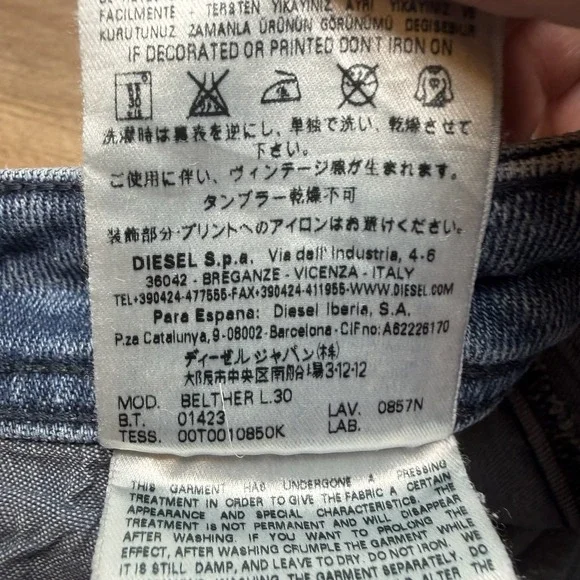 FACILMENTE - TERSTEN YIKAYINIZ, AYRI YIKAYINIZ VE
KURUTUNUZ ZAMANLA ÜRÜNÜN GÖRÜNÜMÜ DEĞİŞEBİLİR
IF DECORATED OR PRINTED DON'T IRON ON
洗濯時は裏表を逆にし、単独で洗い、乾燥させて
下さい。
ご使用に伴い、ヴィンテージ感が生まれます。
タンブラー乾燥不可
装飾部分・プリントへのアイロンはお避けください。
DIESEL S.p.a. Via dell'Industria, 4-6
36042 - BREGANZE - VICENZA - ITALY
TEL+390424-477555-FAX+390424-411955-WWW.DIESEL.COM
Para Espana: Diesel Iberia, S.A.
P.za Catalunya, 9-08002-Barcelona-CIFno:A62226170
ディーゼルジャパン(株)
大阪市中央区南船場3-12-12
MOD. BELTHER L.30
B.T. 01423 LAV. 0857N
TESS. 00T0010850K LAB.
THIS GARMENT HAS UNDERGONE A PRESSING
TREATMENT IN ORDER TO GIVE THE FABRIC A CERTAIN
APPEARANCE AND SPECIAL CHARACTERISTICS. THE
TREATMENT IS NOT PERMANENT AND WILL DISAPPEAR
AFTER WASHING. IF YOU WANT TO PROLONG THE
EFFECT, AFTER WASHING CRUMPLE THE GARMENT WHILE
IT IS STILL DAMP, AND LEAVE TO DRY. DO NOT IRON. WE
THE GARMENT SEPARATELY. DO